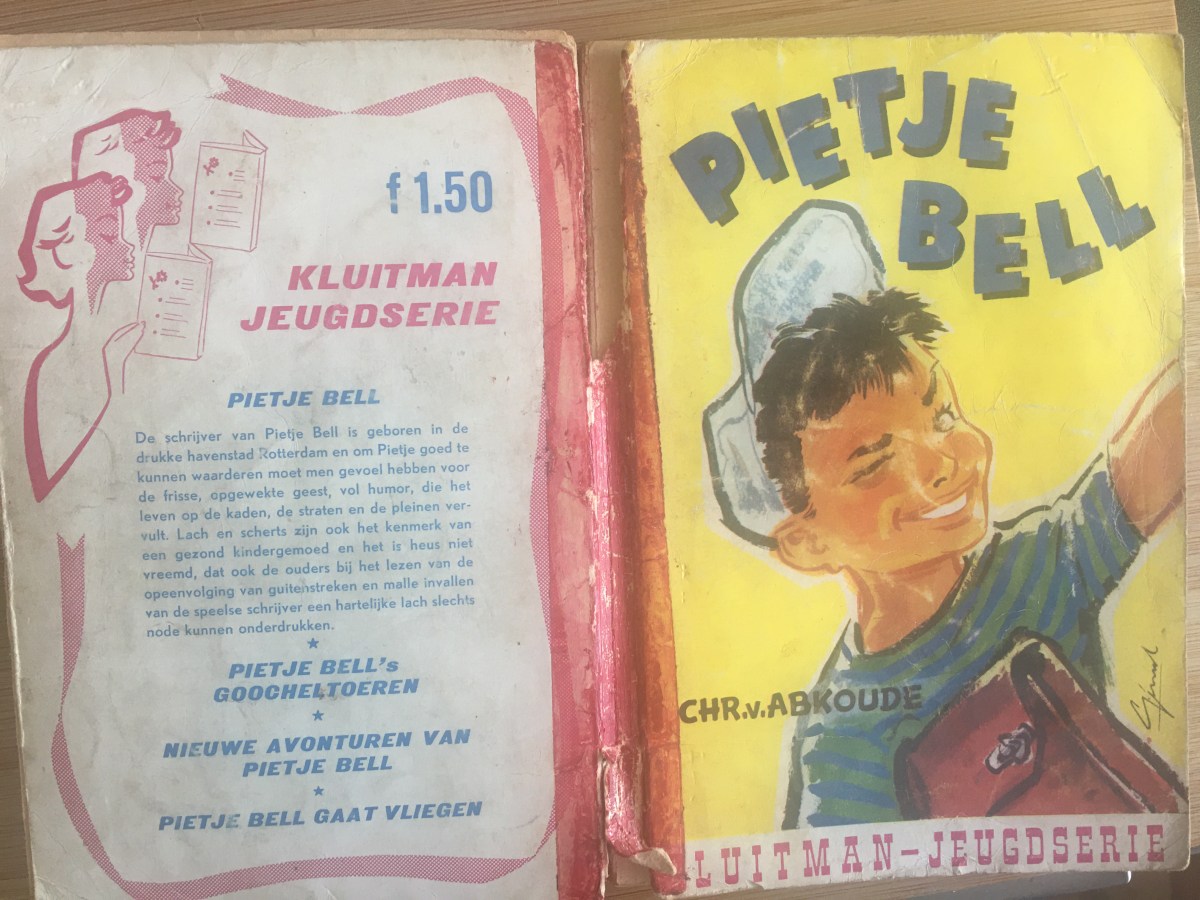 f 1.50
KLUITMAN
JEUGDSERIE
PIETJE BELL
De schrijver van Pietje Bell is geboren in de
drukke havenstad Rotterdam en om Pietje goed te
kunnen waarderen moet men gevoel hebben voor
de frisse, opgewekte geest, vol humor, die het
leven op de kaden, de straten en de pleinen ver-
vult. Lach en scherts zijn ook het kenmerk van
een gezond kindergemoed en het is heus niet
vreemd, dat ook de ouders bij het lezen van de
opeenvolging van guitenstreken en malle invallen
van de speelse schrijver een hartelijke lach slechts
node kunnen onderdrukken.
PIETJE BELL's
GOOCHELTOEREN
NIEUWE AVONTUREN VAN
PIETJE BELL
PIETJE BELL GAAT VLIEGEN
PIETJE
BELL
CHR.v.ABKOUDE
LUITMAN-JEUGDSERIE